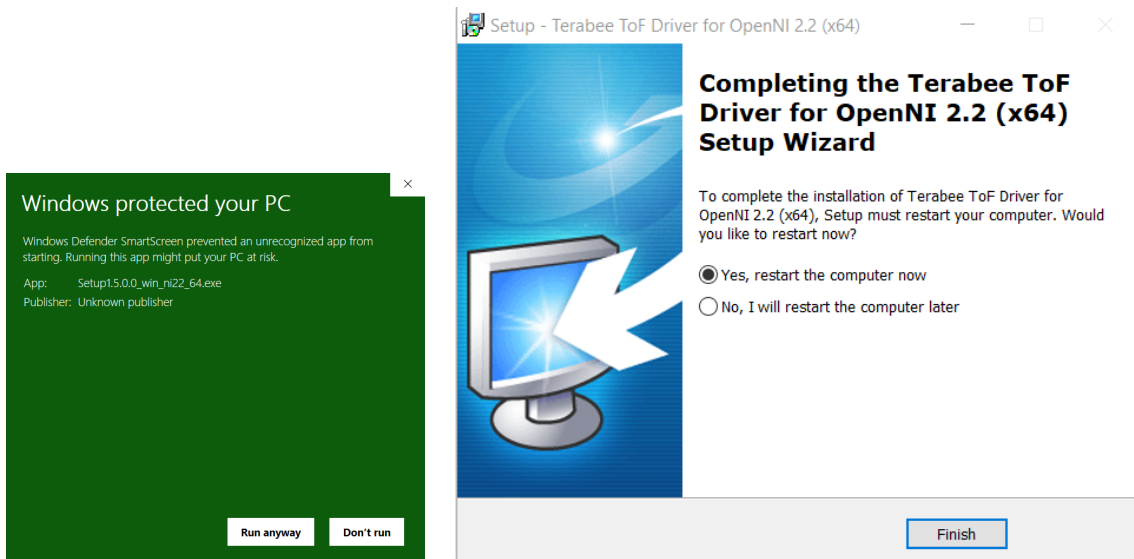 Windows protected your PC
Windows Defender SmartScreen prevented an unrecognized app from
starting. Running this app might put your PC at risk.
App: Setup1.5.0.0_win_ni22_64.exe
Publisher: Unknown publisher
Run anyway Don't run
Setup - Terabee ToF Driver for OpenNI 2.2 (x64)
Completing the Terabee ToF
Driver for OpenNI 2.2 (x64)
Setup Wizard
To complete the installation of Terabee ToF Driver for
OpenNI 2.2 (x64), Setup must restart your computer. Would
you like to restart now?
Yes, restart the computer now
No, I will restart the computer later
Finish